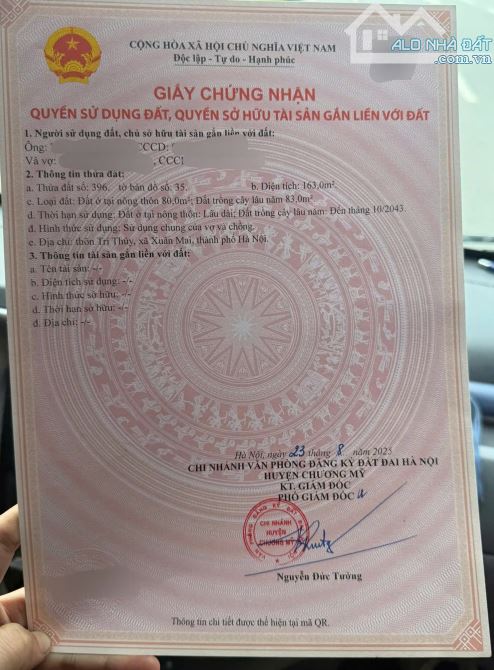 ALO NHÀ ĐẤT
.com.vn
CỘNG HÒA XÃ HỘI CHỦ NGHĨA VIỆT NAM
Độc lập - Tự do - Hạnh phúc
GIẤY CHỨNG NHẬN
QUYỀN SỬ DỤNG ĐẤT, QUYỀN SỞ HỮU TÀI SẢN GẮN LIỀN VỚI ĐẤT
1. Người sử dụng đất, chủ sở hữu tài sản gắn liền với đất:
Ông:
Và vợ:
2. Thông tin thửa đất:
a. Thửa đất số: 396, tờ bản đồ số: 35, b. Diện tích: 163,0m²:
c. Loại đất: Đất ở tại nông thôn 80,0m²; Đất trồng cây lâu năm 83,0m².
d. Thời hạn sử dụng: Đất ở tại nông thôn: Lâu dài; Đất trồng cây lâu năm: Đến tháng 10/2043.
đ. Hình thức sử dụng: Sử dụng chung của vợ và chồng.
e. Địa chỉ: thôn Trí Thủy, xã Xuân Mai, thành phố Hà Nội.
3. Thông tin tài sản gắn liền với đất:
a. Tên tài sản: -/-
b. Diện tích sử dụng: -/-
c. Hình thức sở hữu: -/-
d. Thời hạn sở hữu: -/-
đ. Địa chỉ: -/-
Hà Nội, ngày 23 tháng 8 năm 2025
CHI NHÁNH VĂN PHÒNG ĐĂNG KÝ ĐẤT ĐAI HÀ NỘI
HUYỆN CHƯƠNG MỸ
KT. GIÁM ĐỐC
PHÓ GIÁM ĐỐC
CHI NHÁNH
HUYỆN
CHƯƠNG MỸ
Nguyễn Đức Tưởng
Thông tin chi tiết được thể hiện tại mã QR.